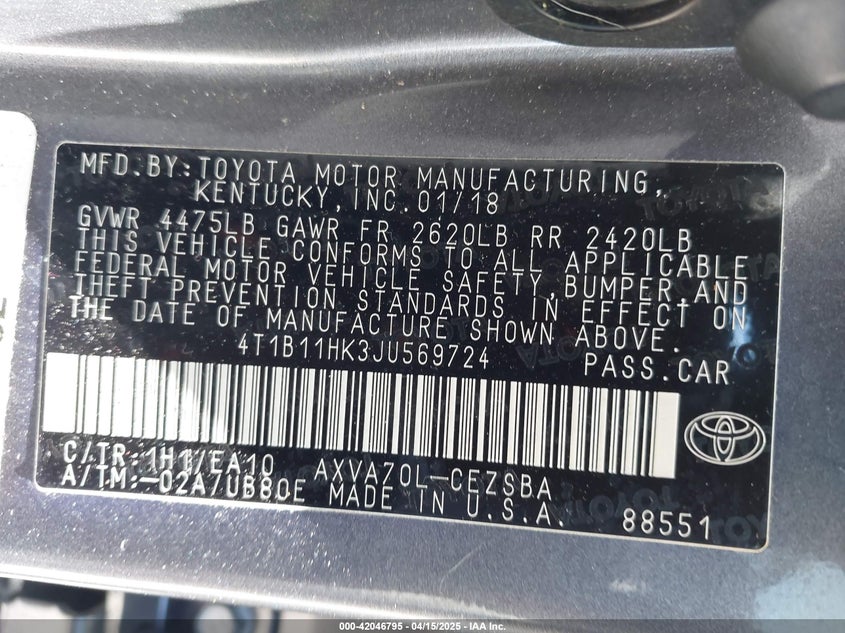 MFD.BY:TOYOTA MOTOR MANUFACTURING,
KENTUCKY,INC.01/18
GVWR 4475LB GAWR FR 2620LB RR 2420LB
THIS VEHICLE CONFORMS TO ALL APPLICABLE
FEDERAL MOTOR VEHICLE SAFETY,BUMPER,AND
THEFT PREVENTION STANDARDS IN EFFECT ON
THE DATE OF MANUFACTURE SHOWN ABOVE.
4T1B11HK3JU569724 PASS.CAR
C/TR:1H1/EA10 AXVA70L-CEZSBA
A/TM:-02A/UB80E MADE IN U.S.A. 88551
000-42046795 - 04/15/2025 - IAA Inc.